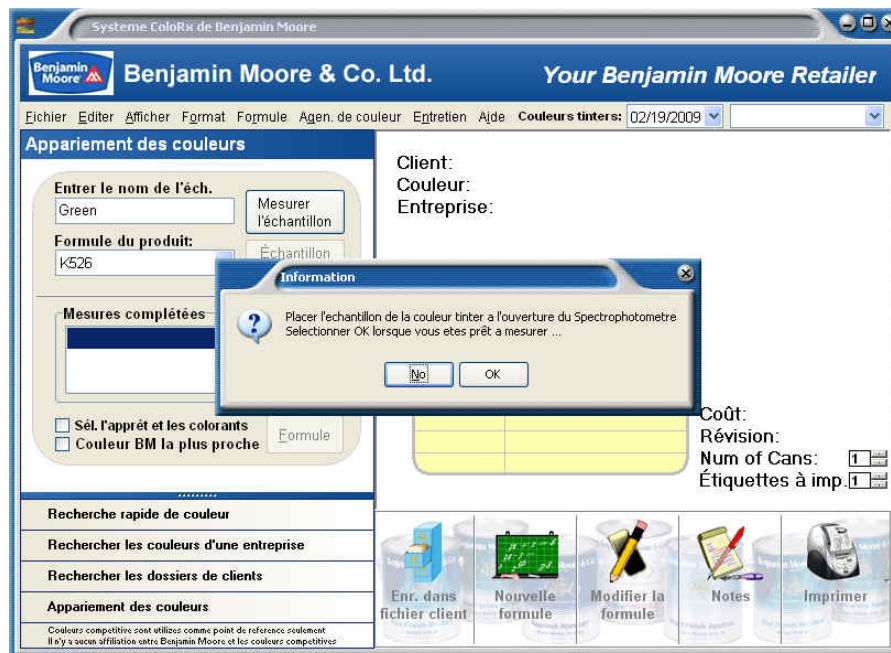 Systeme ColoRx de Benjamin Moore
Benjamin Moore
Benjamin Moore & Co. Ltd.
Your Benjamin Moore Retailer
Fichier Editer Afficher Format Formule Agen. de couleur Entretien Aide Couleurs tinters: 02/19/2009
Appariement des couleurs
Entrer le nom de l'éch.
Green
Mesurer l'échantillon
Formule du produit:
K526
Échantillon
Mesures complétées
Sél. l'apprêt et les colorants
Couleur BM la plus proche
Formule
Client:
Couleur:
Entreprise:
Information
Placer l'echantillon de la couleur tinter a l'ouverture du Spectrophotometre
Selectionner OK lorsque vous etes prêt a mesurer ...
No
OK
Coût:
Révision:
Num of Cans: 1
Étiquettes à imp. 1
Recherche rapide de couleur
Rechercher les couleurs d'une entreprise
Rechercher les dossiers de clients
Appariement des couleurs
Couleurs competitive sont utilizes comme point de reference seulement
Il n'y a aucun affiliation entre Benjamin Moore et les couleurs competitives
Enr. dans fichier client
Nouvelle formule
Modifier la formule
Notes
Imprimer